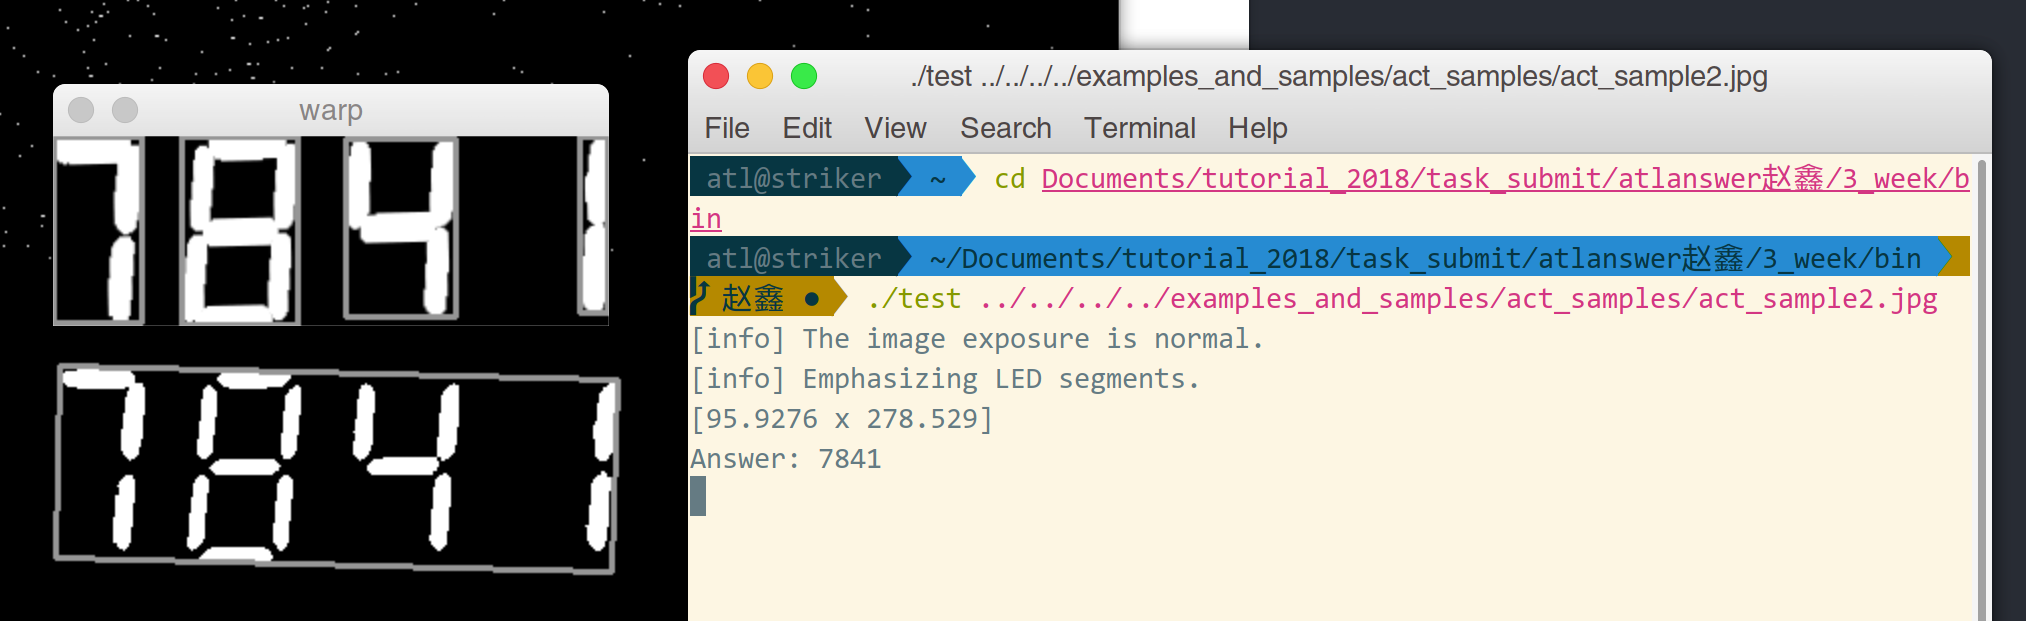 warp
7841
7841
./test ../../../../examples_and_samples/act_samples/act_sample2.jpg
File Edit View Search Terminal Help
atl@striker ~ cd Documents/tutorial_2018/task_submit/atlanswer赵鑫/3_week/b
in
atl@striker ~/Documents/tutorial_2018/task_submit/atlanswer赵鑫/3_week/bin
赵鑫 ● ./test ../../../../examples_and_samples/act_samples/act_sample2.jpg
[info] The image exposure is normal.
[info] Emphasizing LED segments.
[95.9276 x 278.529]
Answer: 7841